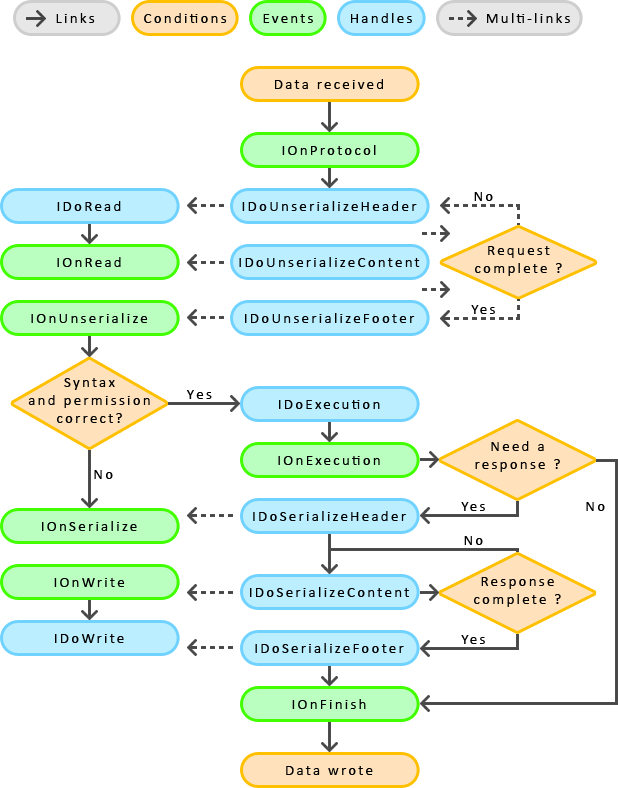 Links
Conditions
Events
Handles
Multi-links
Data received
IOnProtocol
IDoRead
IDoUnserializeHeader
No
IOnRead
IDoUnserializeContent
Request
complete ?
IOnUnserialize
IDoUnserializeFooter
Yes
Syntax
and permission
correct?
Yes
IDoExecution
No
IOnExecution
Need a
response ?
Yes
No
IOnSerialize
IDoSerializeHeader
No
IOnWrite
IDoSerializeContent
Response
complete ?
IDoWrite
IDoSerializeFooter
Yes
IOnFinish
Data wrote